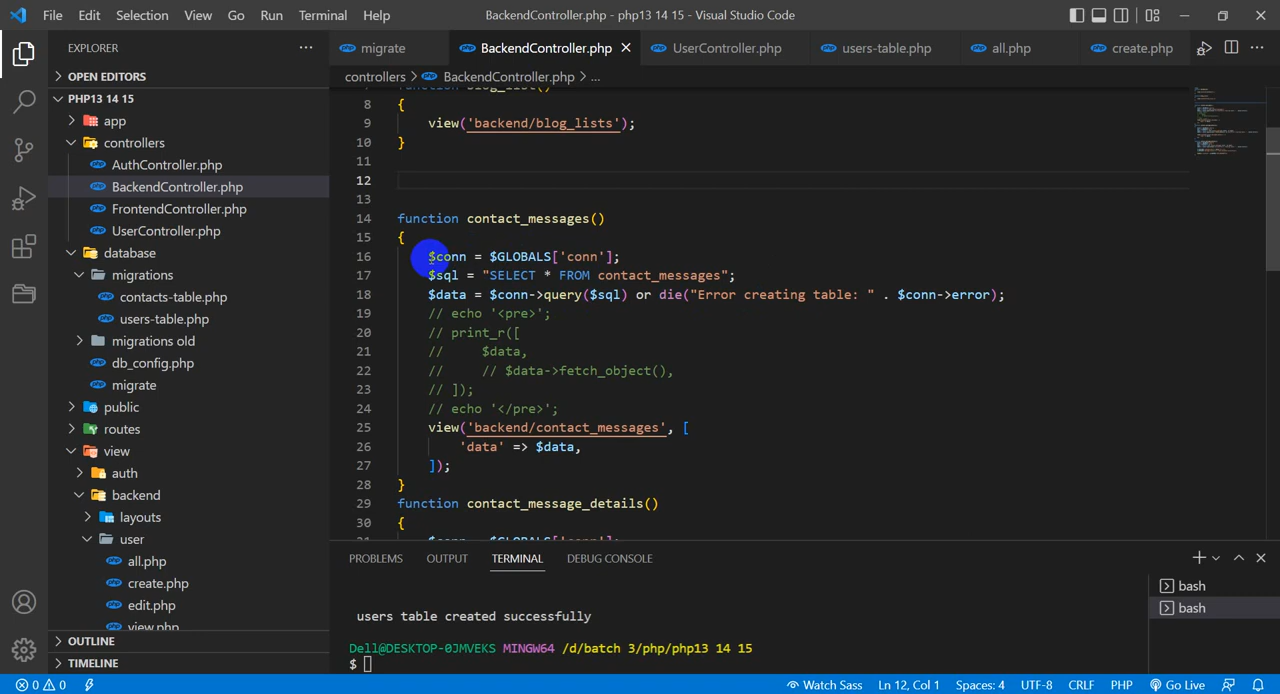 File Edit Selection View Go Run Terminal Help
BackendController.php - php13 14 15 - Visual Studio Code
EXPLORER
OPEN EDITORS
PHP13 14 15
app
controllers
AuthController.php
BackendController.php
FrontendController.php
UserController.php
database
migrations
contacts-table.php
users-table.php
migrations old
db_config.php
migrate
public
routes
view
auth
backend
layouts
user
all.php
create.php
edit.php
view.php
OUTLINE
TIMELINE
migrate BackendController.php UserController.php users-table.php all.php create.php
controllers > BackendController.php > ...
function blog_list()
8 {
9 view('backend/blog_lists');
10 }
11
12
13
14 function contact_messages()
15 {
16 $conn = $GLOBALS['conn'];
17 $sql = "SELECT * FROM contact_messages";
18 $data = $conn->query($sql) or die("Error creating table: " . $conn->error);
19 // echo '<pre>';
20 // print_r([
21 // $data,
22 // // $data->fetch_object(),
23 // ]);
24 // echo '</pre>';
25 view('backend/contact_messages', [
26 'data' => $data,
27 ]);
28 }
29 function contact_message_details()
30 {
31 $conn = $GLOBALS['conn'];
PROBLEMS OUTPUT TERMINAL DEBUG CONSOLE
users table created successfully
Dell@DESKTOP-0JMVEKS MINGW64 /d/batch 3/php/php13 14 15
$
bash
bash
0 0 Watch Sass Ln 12, Col 1 Spaces: 4 UTF-8 CRLF PHP Go Live